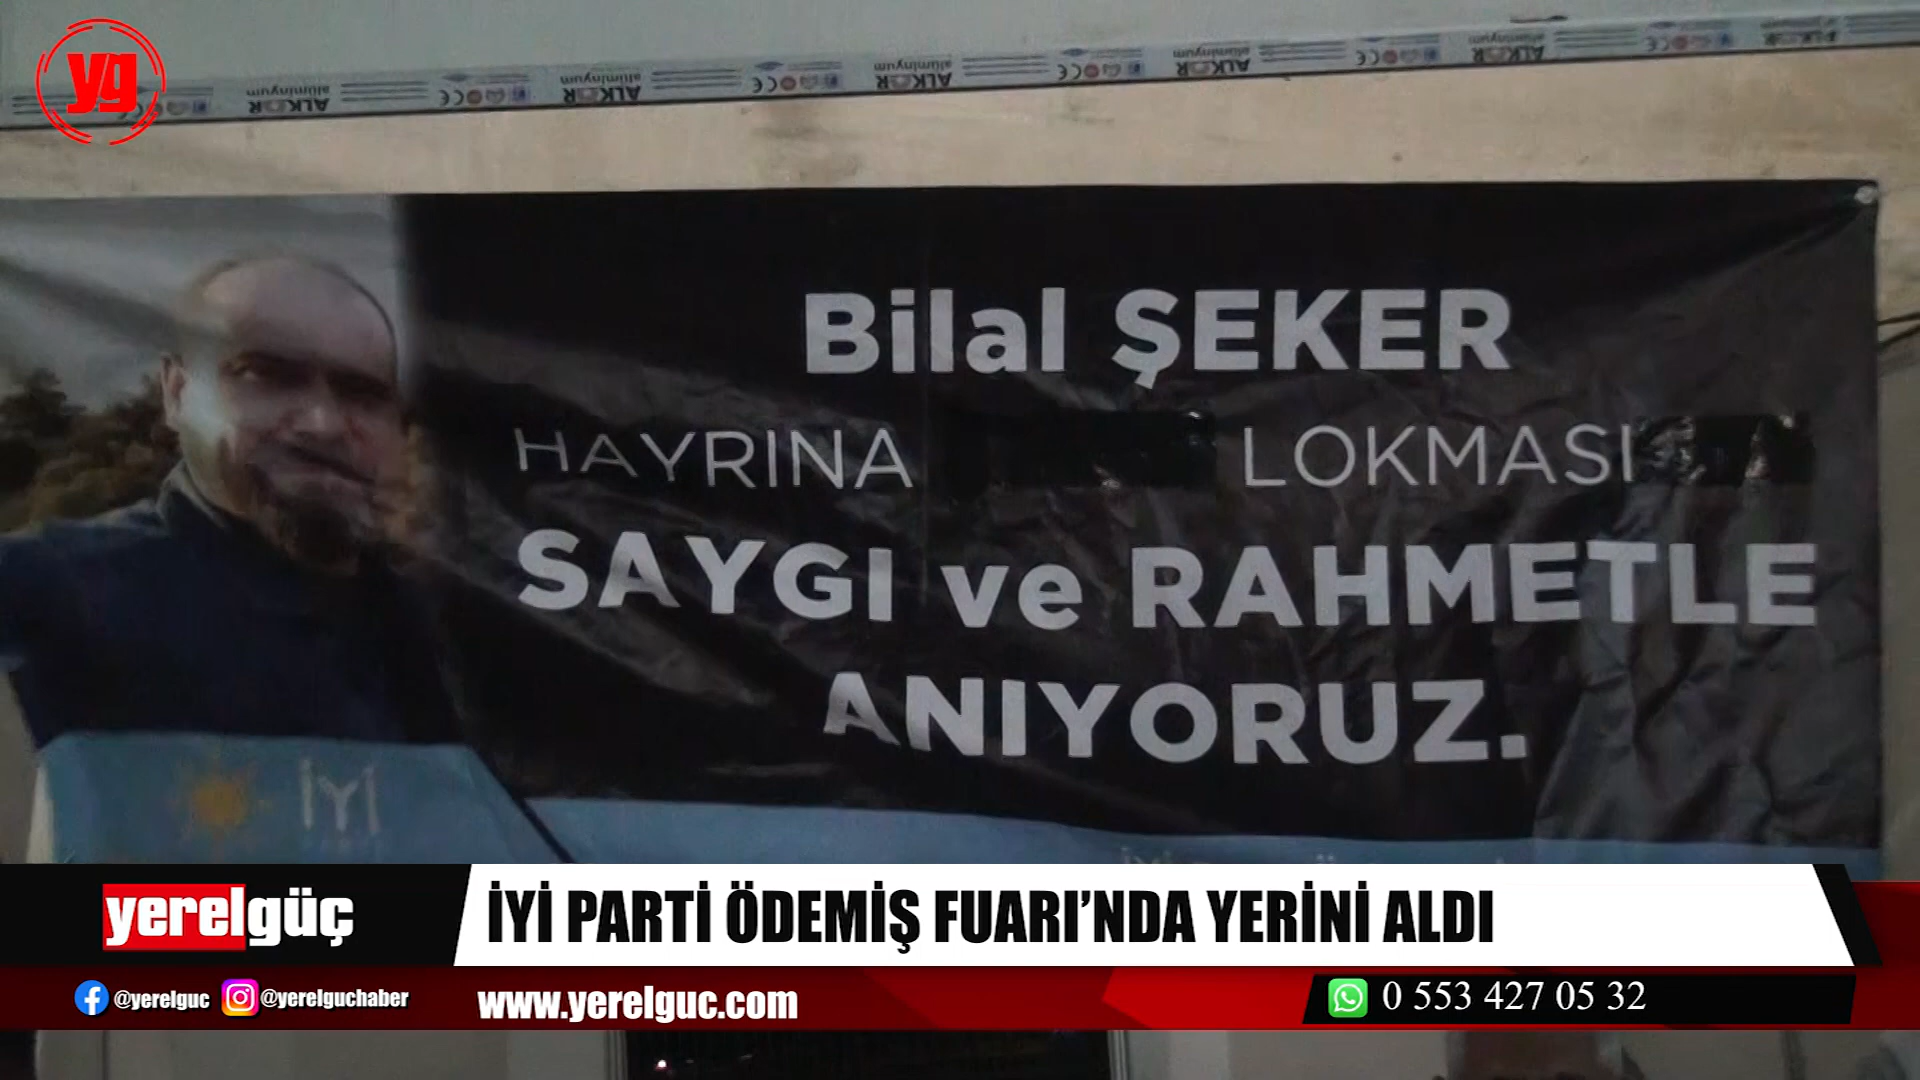 yg
ALKOR alüminyum
Bilal ŞEKER
HAYRINA LOKMASI
SAYGI ve RAHMETLE
ANIYORUZ.
İYİ
yerelgüç
İYİ PARTİ ÖDEMİŞ FUARI’NDA YERİNİ ALDI
@yerelguc @yerelguchaber
www.yerelguc.com
0 553 427 05 32